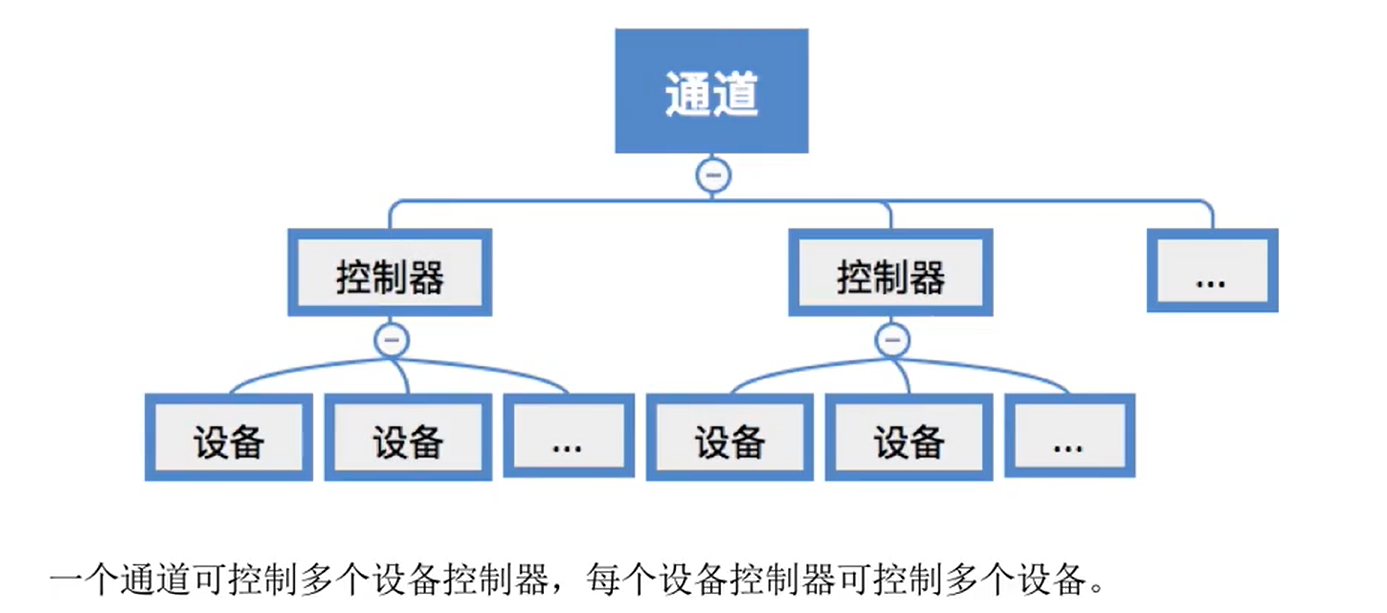 通道
控制器 控制器 ...
设备 设备 ... 设备 设备 ...
一个通道可控制多个设备控制器，每个设备控制器可控制多个设备。